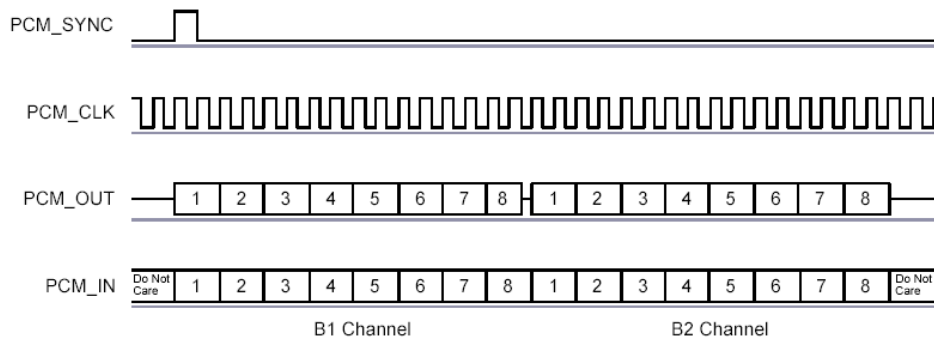 PCM_SYNC
PCM_CLK
PCM_OUT 1 2 3 4 5 6 7 8 1 2 3 4 5 6 7 8
PCM_IN Do Not Care 1 2 3 4 5 6 7 8 1 2 3 4 5 6 7 8 Do Not Care
B1 Channel B2 Channel